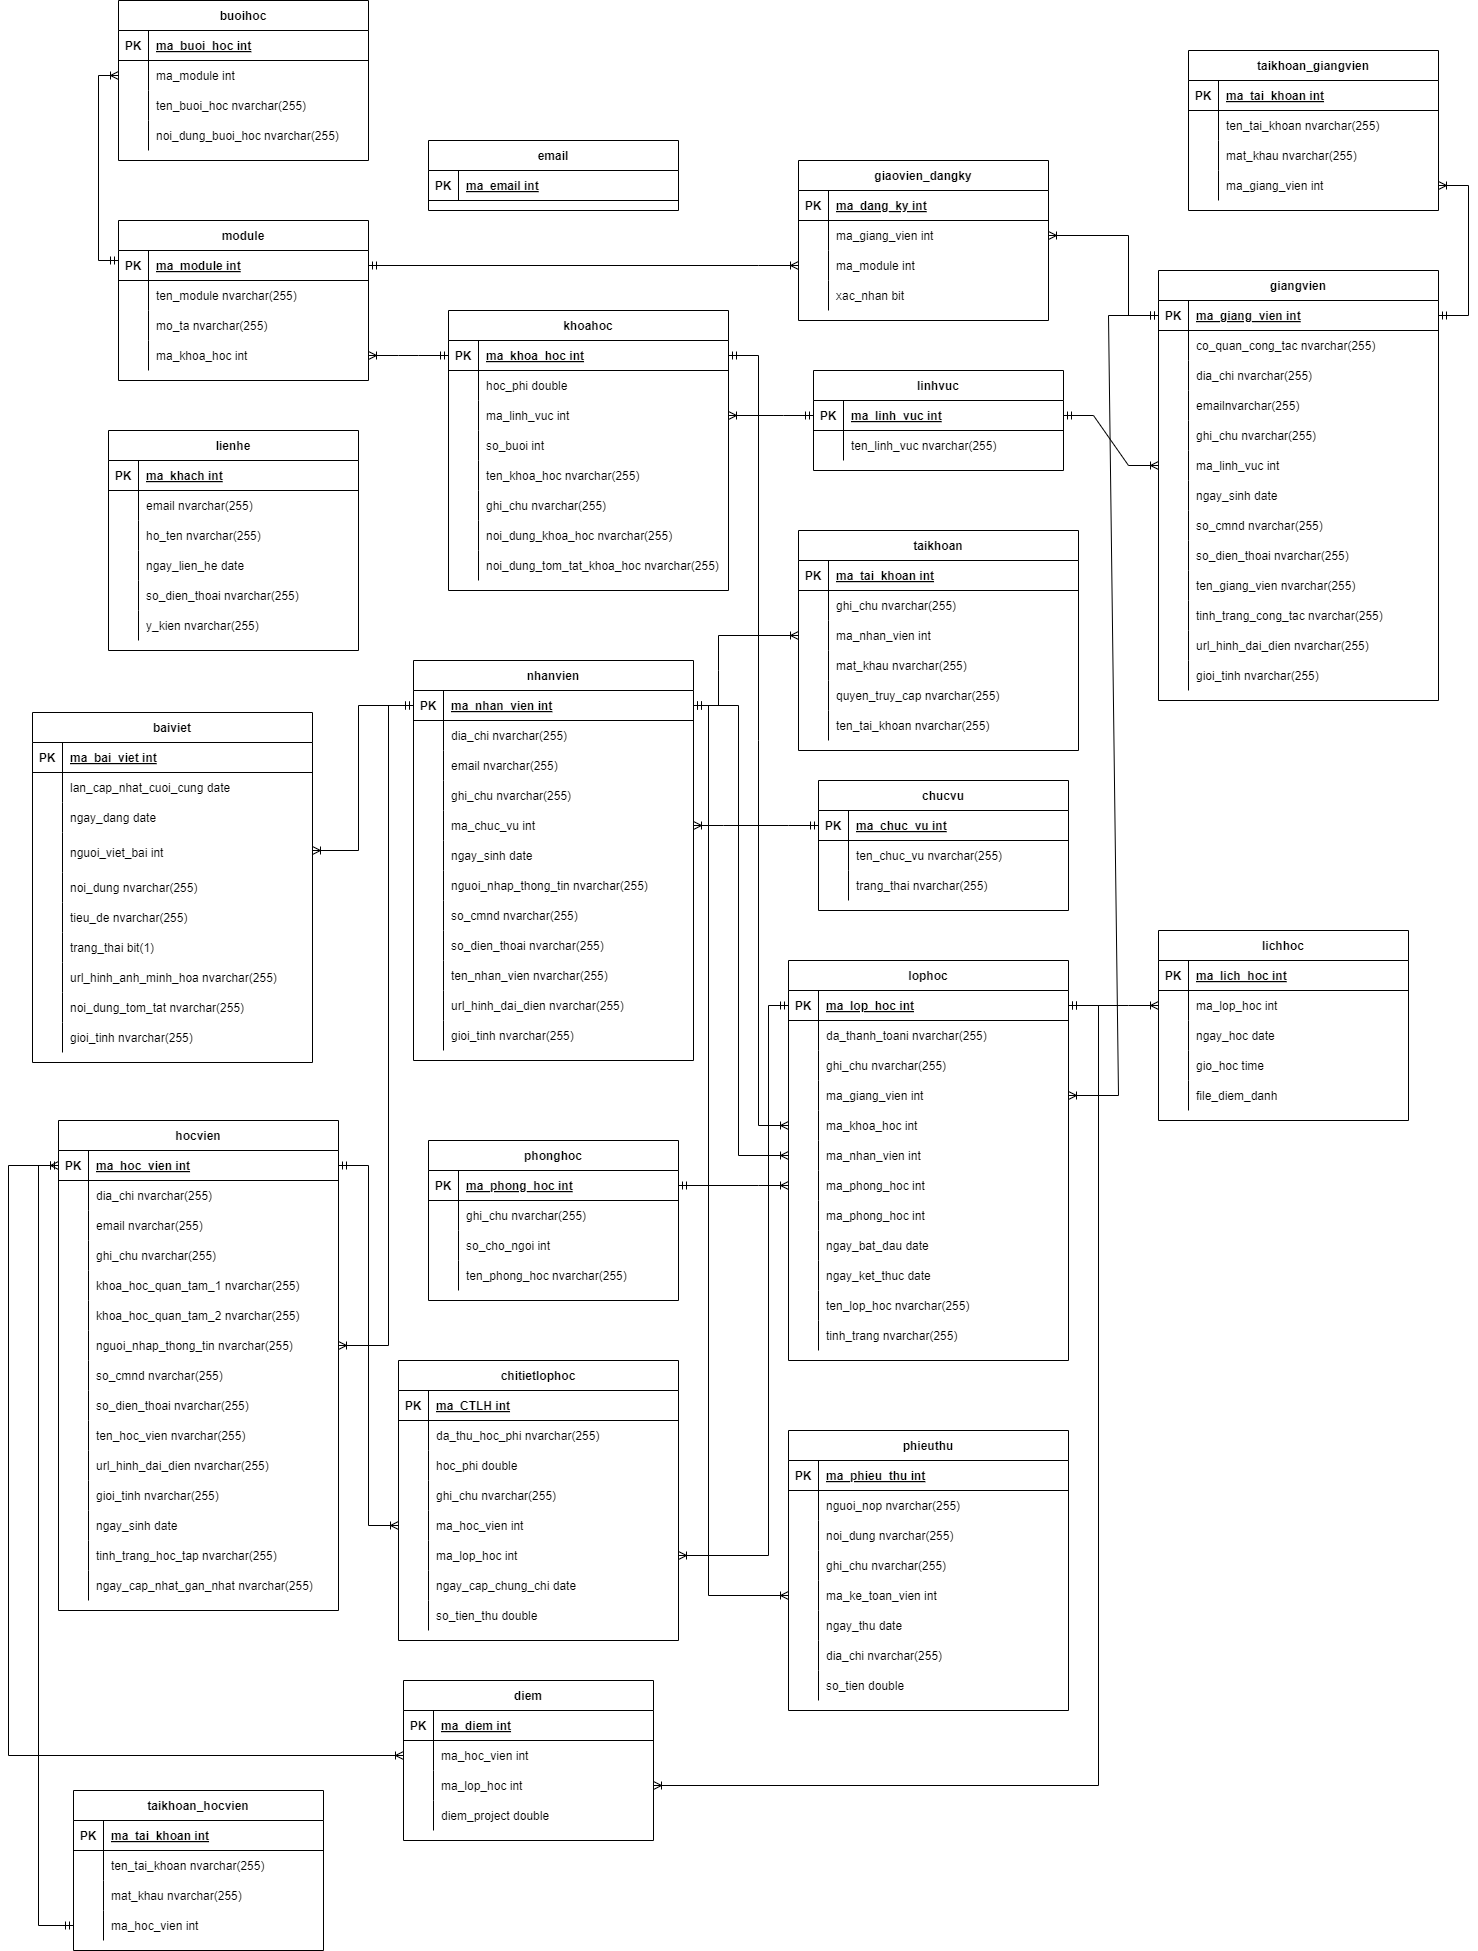 buoihoc
PK ma_buoi_hoc int
ma_module int
ten_buoi_hoc nvarchar(255)
noi_dung_buoi_hoc nvarchar(255)
email
PK ma_email int
giaovien_dangky
PK ma_dang_ky int
ma_giang_vien int
ma_module int
xac_nhan bit
taikhoan_giangvien
PK ma_tai_khoan int
ten_tai_khoan nvarchar(255)
mat_khau nvarchar(255)
ma_giang_vien int
module
PK ma_module int
ten_module nvarchar(255)
mo_ta nvarchar(255)
ma_khoa_hoc int
khoahoc
PK ma_khoa_hoc int
hoc_phi double
ma_linh_vuc int
so_buoi int
ten_khoa_hoc nvarchar(255)
ghi_chu nvarchar(255)
noi_dung_khoa_hoc nvarchar(255)
noi_dung_tom_tat_khoa_hoc nvarchar(255)
linhvuc
PK ma_linh_vuc int
ten_linh_vuc nvarchar(255)
giangvien
PK ma_giang_vien int
co_quan_cong_tac nvarchar(255)
dia_chi nvarchar(255)
emailnvarchar(255)
ghi_chu nvarchar(255)
ma_linh_vuc int
ngay_sinh date
so_cmnd nvarchar(255)
so_dien_thoai nvarchar(255)
ten_giang_vien nvarchar(255)
tinh_trang_cong_tac nvarchar(255)
url_hinh_dai_dien nvarchar(255)
gioi_tinh nvarchar(255)
lienhe
PK ma_khach int
email nvarchar(255)
ho_ten nvarchar(255)
ngay_lien_he date
so_dien_thoai nvarchar(255)
y_kien nvarchar(255)
taikhoan
PK ma_tai_khoan int
ghi_chu nvarchar(255)
ma_nhan_vien int
mat_khau nvarchar(255)
quyen_truy_cap nvarchar(255)
ten_tai_khoan nvarchar(255)
baiviet
PK ma_bai_viet int
lan_cap_nhat_cuoi_cung date
ngay_dang date
nguoi_viet_bai int
noi_dung nvarchar(255)
tieu_de nvarchar(255)
trang_thai bit(1)
url_hinh_anh_minh_hoa nvarchar(255)
noi_dung_tom_tat nvarchar(255)
gioi_tinh nvarchar(255)
nhanvien
PK ma_nhan_vien int
dia_chi nvarchar(255)
email nvarchar(255)
ghi_chu nvarchar(255)
ma_chuc_vu int
ngay_sinh date
nguoi_nhap_thong_tin nvarchar(255)
so_cmnd nvarchar(255)
so_dien_thoai nvarchar(255)
ten_nhan_vien nvarchar(255)
url_hinh_dai_dien nvarchar(255)
gioi_tinh nvarchar(255)
chucvu
PK ma_chuc_vu int
ten_chuc_vu nvarchar(255)
trang_thai nvarchar(255)
lophoc
PK ma_lop_hoc int
da_thanh_toani nvarchar(255)
ghi_chu nvarchar(255)
ma_giang_vien int
ma_khoa_hoc int
ma_nhan_vien int
ma_phong_hoc int
ma_phong_hoc int
ngay_bat_dau date
ngay_ket_thuc date
ten_lop_hoc nvarchar(255)
tinh_trang nvarchar(255)
lichhoc
PK ma_lich_hoc int
ma_lop_hoc int
ngay_hoc date
gio_hoc time
file_diem_danh
hocvien
PK ma_hoc_vien int
dia_chi nvarchar(255)
email nvarchar(255)
ghi_chu nvarchar(255)
khoa_hoc_quan_tam_1 nvarchar(255)
khoa_hoc_quan_tam_2 nvarchar(255)
nguoi_nhap_thong_tin nvarchar(255)
so_cmnd nvarchar(255)
so_dien_thoai nvarchar(255)
ten_hoc_vien nvarchar(255)
url_hinh_dai_dien nvarchar(255)
gioi_tinh nvarchar(255)
ngay_sinh date
tinh_trang_hoc_tap nvarchar(255)
ngay_cap_nhat_gan_nhat nvarchar(255)
phonghoc
PK ma_phong_hoc int
ghi_chu nvarchar(255)
so_cho_ngoi int
ten_phong_hoc nvarchar(255)
chitietlophoc
PK ma_CTLH int
da_thu_hoc_phi nvarchar(255)
hoc_phi double
ghi_chu nvarchar(255)
ma_hoc_vien int
ma_lop_hoc int
ngay_cap_chung_chi date
so_tien_thu double
phieuthu
PK ma_phieu_thu int
nguoi_nop nvarchar(255)
noi_dung nvarchar(255)
ghi_chu nvarchar(255)
ma_ke_toan_vien int
ngay_thu date
dia_chi nvarchar(255)
so_tien double
diem
PK ma_diem int
ma_hoc_vien int
ma_lop_hoc int
diem_project double
taikhoan_hocvien
PK ma_tai_khoan int
ten_tai_khoan nvarchar(255)
mat_khau nvarchar(255)
ma_hoc_vien int